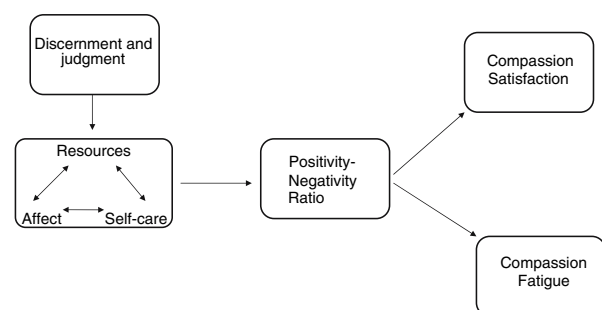 Discernment and
judgment
Resources
Affect Self-care
Positivity-
Negativity
Ratio
Compassion
Satisfaction
Compassion
Fatigue